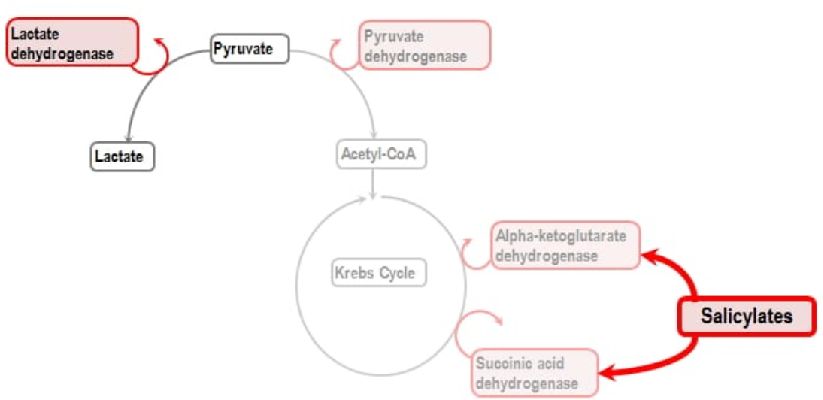 Lactate
dehydrogenase
Pyruvate
Pyruvate
dehydrogenase
Lactate
Acetyl-CoA
Alpha-ketoglutarate
dehydrogenase
Krebs Cycle
Salicylates
Succinic acid
dehydrogenase